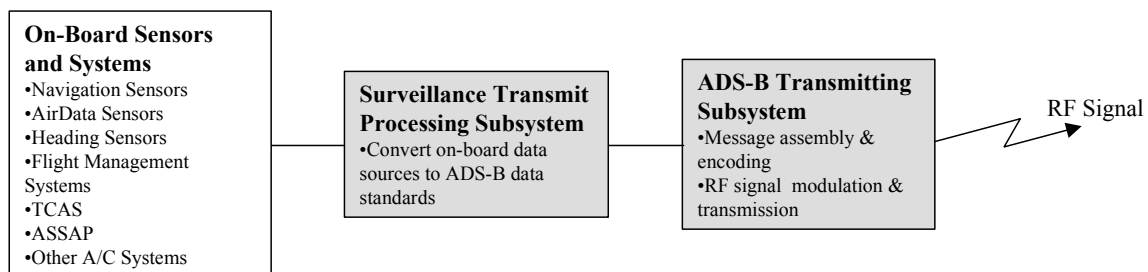 On-Board Sensors
and Systems
•Navigation Sensors
•AirData Sensors
•Heading Sensors
•Flight Management
Systems
•TCAS
•ASSAP
•Other A/C Systems
Surveillance Transmit
Processing Subsystem
•Convert on-board data
sources to ADS-B data
standards
ADS-B Transmitting
Subsystem
•Message assembly &
encoding
•RF signal modulation &
transmission
RF Signal